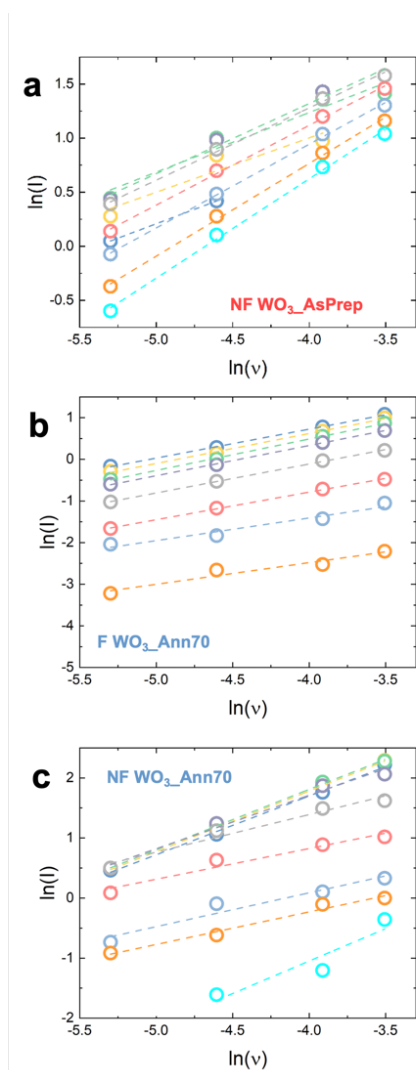 a
1.5
1.0
0.5
0.0
-0.5
ln(I)
NF WO₃_AsPrep
-5.5 -5.0 -4.5 -4.0 -3.5
ln(ν)
b
1
0
-1
-2
-3
-4
-5
ln(I)
F WO₃_Ann70
-5.5 -5.0 -4.5 -4.0 -3.5
ln(ν)
c
NF WO₃_Ann70
2
1
0
-1
-2
ln(I)
-5.5 -5.0 -4.5 -4.0 -3.5
ln(ν)